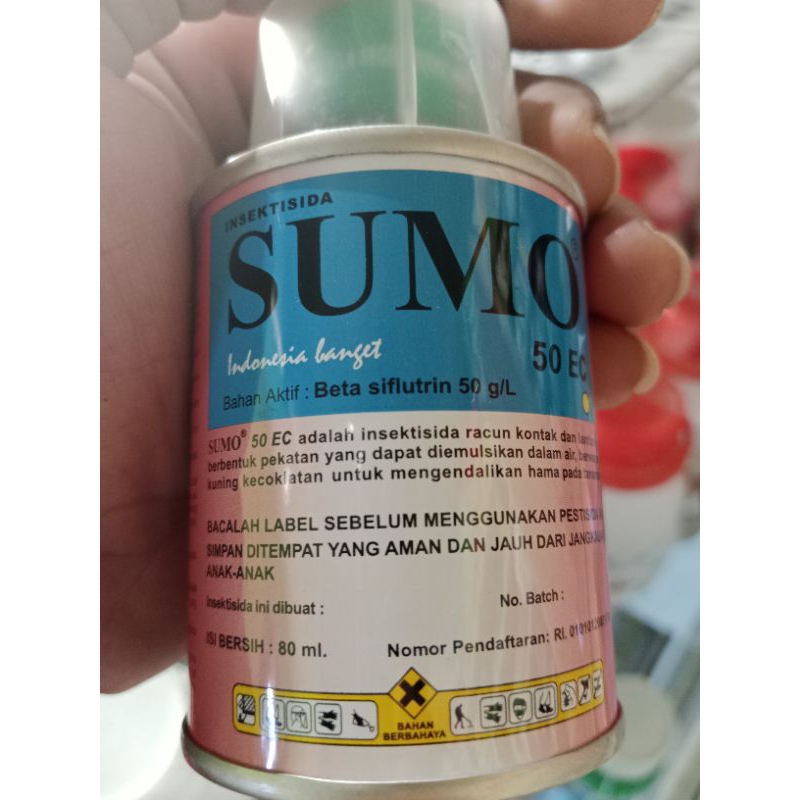 INSEKTISIDA
SUMO®
Indonesia banget
50 EC
Bahan Aktif : Beta siflutrin 50 g/L
SUMO® 50 EC adalah insektisida racun kontak dan
berbentuk pekatan yang dapat diemulsikan dalam air,
kuning kecoklatan untuk mengendalikan hama pada
BACALAH LABEL SEBELUM MENGGUNAKAN
SIMPAN DITEMPAT YANG AMAN DAN JAUH DARI
ANAK-ANAK
Insektisida ini dibuat :
No. Batch :
ISI BERSIH : 80 ml.
Nomor Pendaftaran: RI.
BAHAN
BERBAHAYA